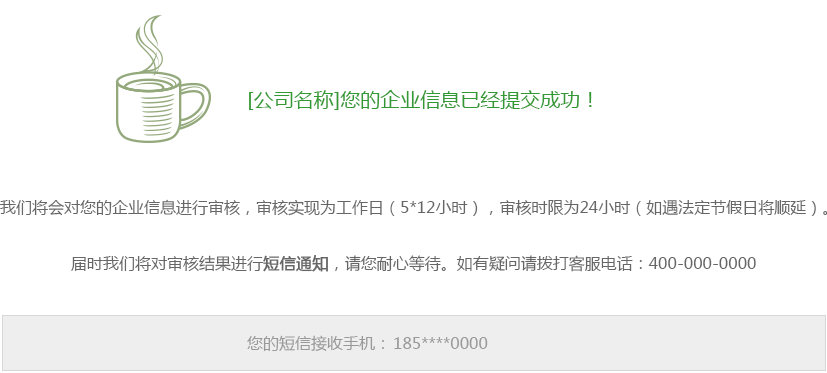 [公司名称]您的企业信息已经提交成功！
我们将会对您的企业信息进行审核，审核实现为工作日（5*12小时），审核时限为24小时（如遇法定节假日将顺延）。
届时我们将对审核结果进行短信通知，请您耐心等待。如有疑问请拨打客服电话：400-000-0000
您的短信接收手机：185****0000